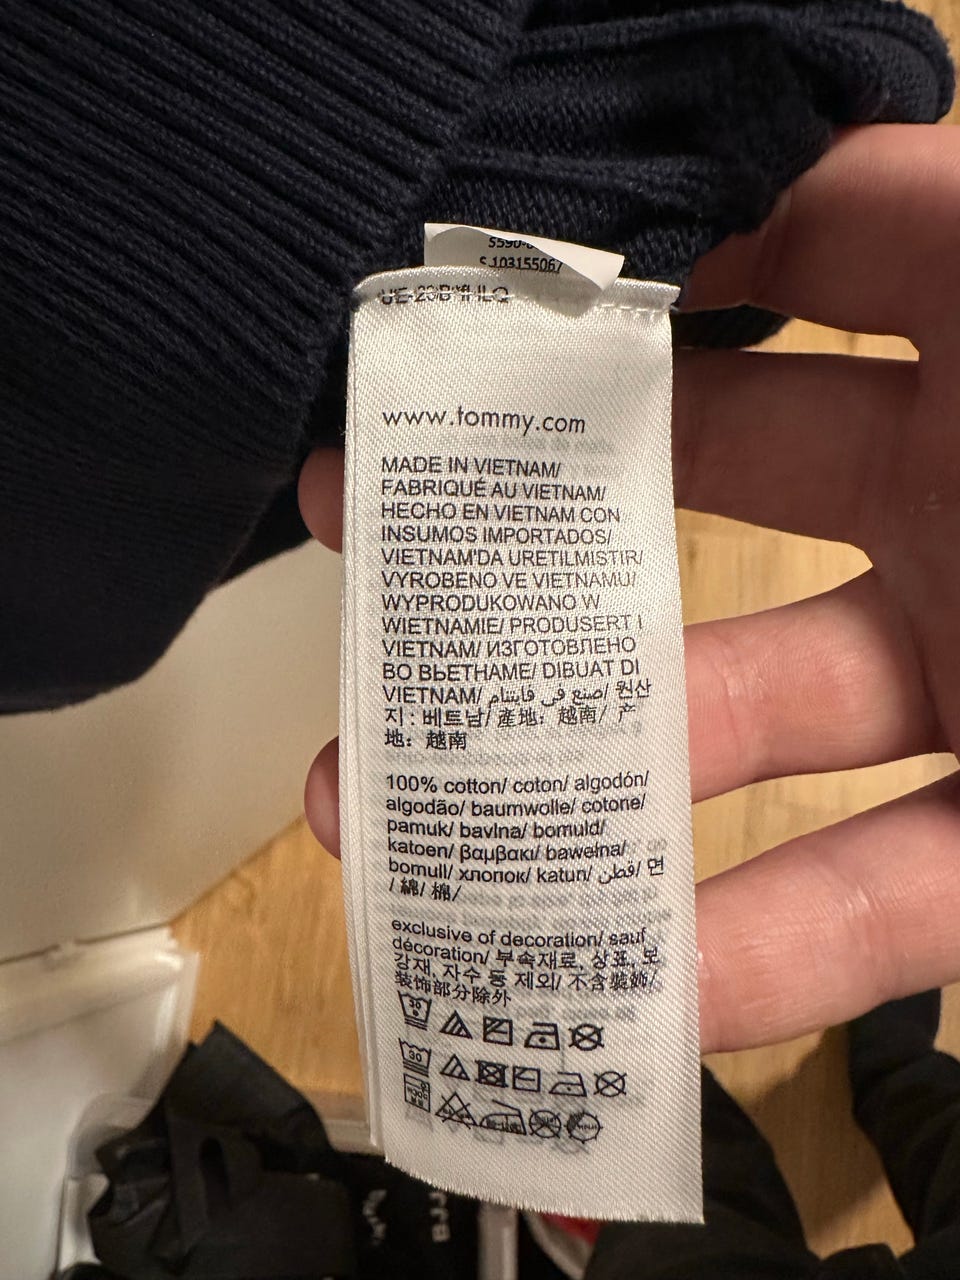 S 103155067
www.tommy.com
MADE IN VIETNAM/
FABRIQUÉ AU VIETNAM/
HECHO EN VIETNAM CON
INSUMOS IMPORTADOS/
VIETNAM'DA URETILMISTIR/
VYROBENO VE VIETNAMU/
WYPRODUKOWANO W
WIETNAMIE/ PRODUSERT I
VIETNAM/ ИЗГОТОВЛЕНО
ВО ВЬЕТНАМЕ/ DIBUAT DI
VIETNAM/ صنع في فايتنام/ 원산
지: 베트남/ 產地: 越南/ 产
地: 越南
100% cotton/ coton/ algodón/
algodão/ baumwolle/ cotone/
pamuk/ bavlna/ bomuld/
katoen/ βαμβακι/ bawełna/
bomull/ хлопок/ katun/ قطن/ 면
/ 綿/ 棉/
exclusive of decoration/ sauf
décoration/ 부속재료, 상표, 보
강재, 자수 등 제외/ 不含裝飾/
装饰部分除外
30
30